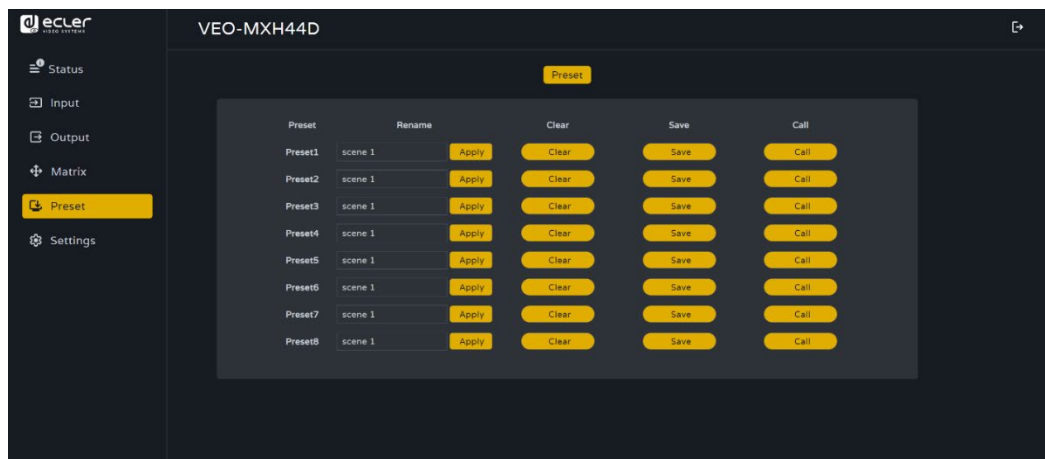 ecler
VIDEO SYSTEMS
VEO-MXH44D
Status
Input
Output
Matrix
Preset
Settings
Preset
Preset Rename Clear Save Call
Preset1 scene 1 Apply Clear Save Call
Preset2 scene 1 Apply Clear Save Call
Preset3 scene 1 Apply Clear Save Call
Preset4 scene 1 Apply Clear Save Call
Preset5 scene 1 Apply Clear Save Call
Preset6 scene 1 Apply Clear Save Call
Preset7 scene 1 Apply Clear Save Call
Preset8 scene 1 Apply Clear Save Call